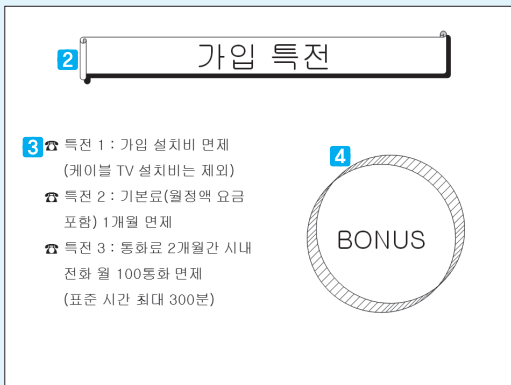 2 가입 특전
3 ☎ 특전 1 : 가입 설치비 면제
(케이블 TV 설치비는 제외)
☎ 특전 2 : 기본료(월정액 요금
포함) 1개월 면제
☎ 특전 3 : 통화료 2개월간 시내
전화 월 100통화 면제
(표준 시간 최대 300분)
4
BONUS